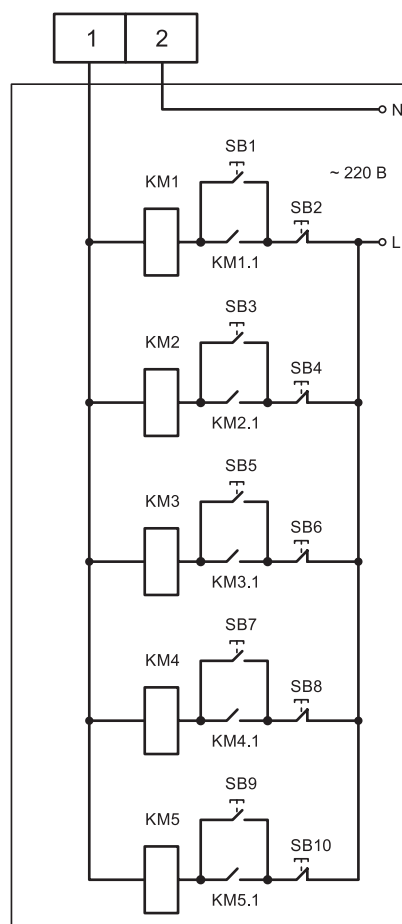 1 2
N
SB1
~ 220 В
KM1
SB2
L
KM1.1
SB3
KM2
SB4
KM2.1
SB5
KM3
SB6
KM3.1
SB7
KM4
SB8
KM4.1
SB9
KM5
SB10
KM5.1